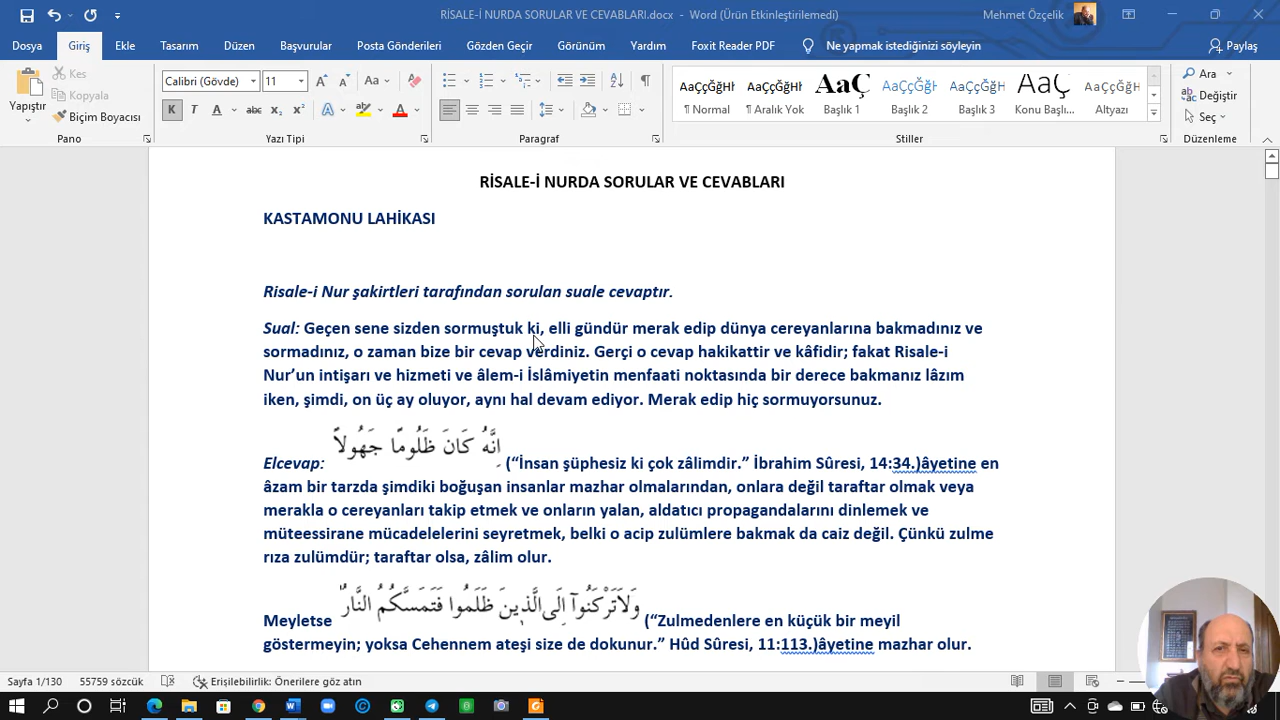 RİSALE-İ NURDA SORULAR VE CEVABLARI.docx - Word (Ürün Etkinleştirilemedi)
Mehmet Özçelik
Dosya Giriş Ekle Tasarım Düzen Başvurular Posta Gönderileri Gözden Geçir Görünüm Yardım Foxit Reader PDF Ne yapmak istediğinizi söyleyin Paylaş
Yapıştır
Kes
Kopyala
Biçim Boyacısı
Calibri (Gövde) 11
AaÇçĞğHł AaÇçĞğHł AaÇ AaÇçĞğHł AaÇçĞğHł AaÇ AaÇçĞğHł
¶ Normal ¶ Aralık Yok Başlık 1 Başlık 2 Başlık 3 Konu Başlı... Altyazı
Ara
Değiştir
Seç
Pano Yazı Tipi Paragraf Stiller Düzenleme
RİSALE-İ NURDA SORULAR VE CEVABLARI
KASTAMONU LAHİKASI
Risale-i Nur şakirtleri tarafından sorulan suale cevaptır.
Sual: Geçen sene sizden sormuştuk ki, elli gündür merak edip dünya cereyanlarına bakmadınız ve
sormadınız, o zaman bize bir cevap verdiniz. Gerçi o cevap hakikattir ve kâfidir; fakat Risale-i
Nur’un intişarı ve hizmeti ve âlem-i İslâmiyetin menfaati noktasında bir derece bakmanız lâzım
iken, şimdi, on üç ay oluyor, aynı hal devam ediyor. Merak edip hiç sormuyorsunuz.
Elcevap: اِنَّهُ كَانَ ظَلُومًا جَهُولاً (“İnsan şüphesiz ki çok zâlimdir.” İbrahim Sûresi, 14:34.)âyetine en
âzam bir tarzda şimdiki boğuşan insanlar mazhar olmalarından, onlara değil taraftar olmak veya
merakla o cereyanları takip etmek ve onların yalan, aldatıcı propagandalarını dinlemek ve
müteessirane mücadelelerini seyretmek, belki o acip zulümlere bakmak da caiz değil. Çünkü zulme
rıza zulümdür; taraftar olsa, zâlim olur.
Meyletse وَلاَتَرْكَنُوآ اِلَى الَّذِينَ ظَلَمُوا فَتَمَسَّكُمُ النَّارُ (“Zulmedenlere en küçük bir meyil
göstermeyin; yoksa Cehennem ateşi size de dokunur.” Hûd Sûresi, 11:113.)âyetine mazhar olur.
Sayfa 1/130 55759 sözcük Erişilebilirlik: Önerilere göz atın